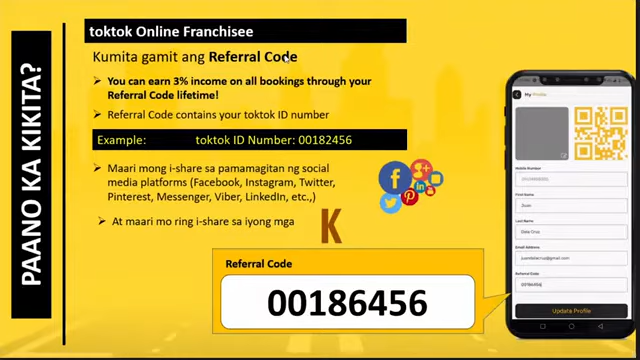 PAANO KA KIKITA?
toktok Online Franchisee
Kumita gamit ang Referral Code
You can earn 3% income on all bookings through your
Referral Code lifetime!
Referral Code contains your toktok ID number
Example: toktok ID Number: 00182456
Maari mong i-share sa pamamagitan ng social
media platforms (Facebook, Instagram, Twitter,
Pinterest, Messenger, Viber, LinkedIn, etc.,)
At maari mo ring i-share sa iyong mga
K
Referral Code
00186456
My Profile
Mobile Number
First Name
Juan
Last Name
Dela Cruz
Email Address
juandelacruz@gmail.com
Referral Code
00186456
Update Profile